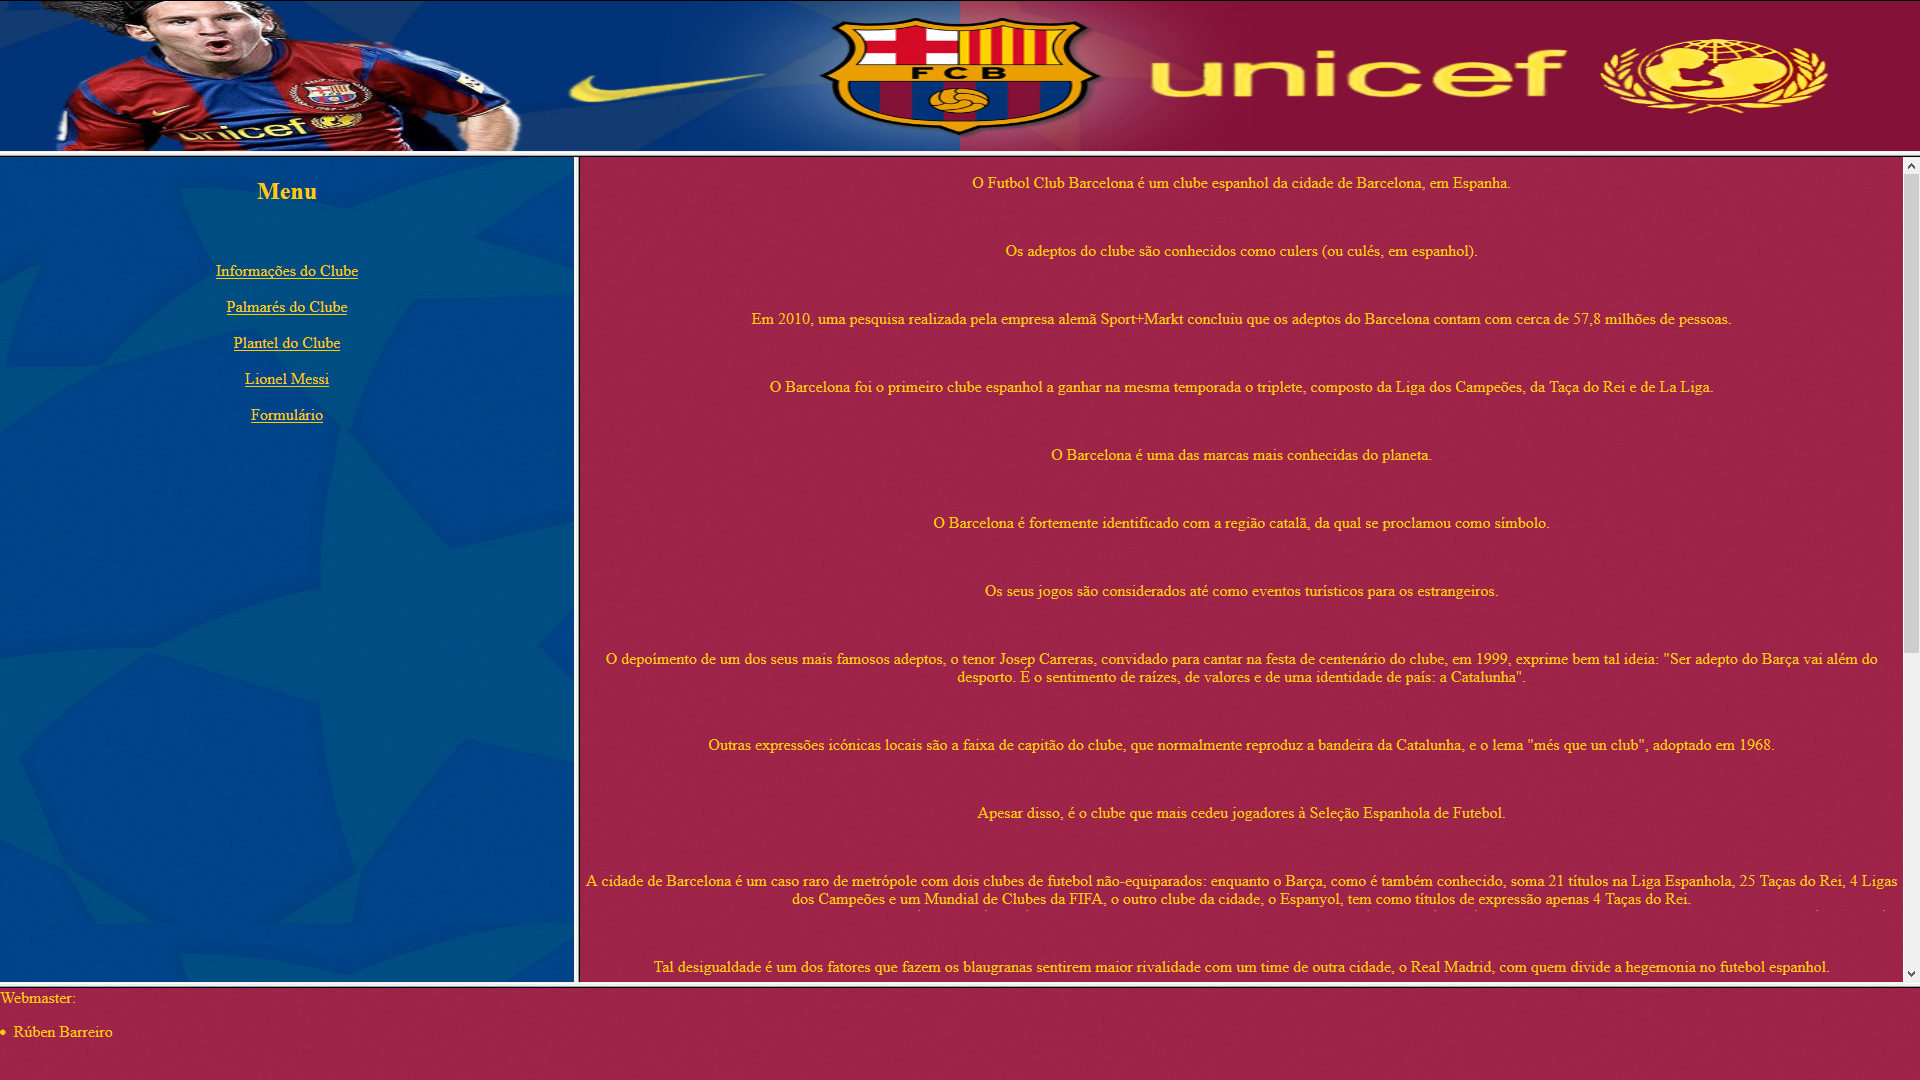 unicef
FCB
unicef
Menu
Informações do Clube
Palmarés do Clube
Plantel do Clube
Lionel Messi
Formulário
O Futbol Club Barcelona é um clube espanhol da cidade de Barcelona, em Espanha.
Os adeptos do clube são conhecidos como culers (ou culés, em espanhol).
Em 2010, uma pesquisa realizada pela empresa alemã Sport+Markt concluiu que os adeptos do Barcelona contam com cerca de 57,8 milhões de pessoas.
O Barcelona foi o primeiro clube espanhol a ganhar na mesma temporada o triplete, composto da Liga dos Campeões, da Taça do Rei e de La Liga.
O Barcelona é uma das marcas mais conhecidas do planeta.
O Barcelona é fortemente identificado com a região catalã, da qual se proclamou como símbolo.
Os seus jogos são considerados até como eventos turísticos para os estrangeiros.
O depoímento de um dos seus mais famosos adeptos, o tenor Josep Carreras, convidado para cantar na festa de centenário do clube, em 1999, exprime bem tal ideia: "Ser adepto do Barça vai além do
desporto. É o sentimento de raízes, de valores e de uma identidade de país: a Catalunha".
Outras expressões icónicas locais são a faixa de capitão do clube, que normalmente reproduz a bandeira da Catalunha, e o lema "més que un club", adoptado em 1968.
Apesar disso, é o clube que mais cedeu jogadores à Seleção Espanhola de Futebol.
A cidade de Barcelona é um caso raro de metrópole com dois clubes de futebol não-equiparados: enquanto o Barça, como é também conhecido, soma 21 títulos na Liga Espanhola, 25 Taças do Rei, 4 Ligas
dos Campeões e um Mundial de Clubes da FIFA, o outro clube da cidade, o Espanyol, tem como títulos de expressão apenas 4 Taças do Rei.
Tal desigualdade é um dos fatores que fazem os blaugranas sentirem maior rivalidade com um time de outra cidade, o Real Madrid, com quem divide a hegemonia no futebol espanhol.
Webmaster:
• Rúben Barreiro